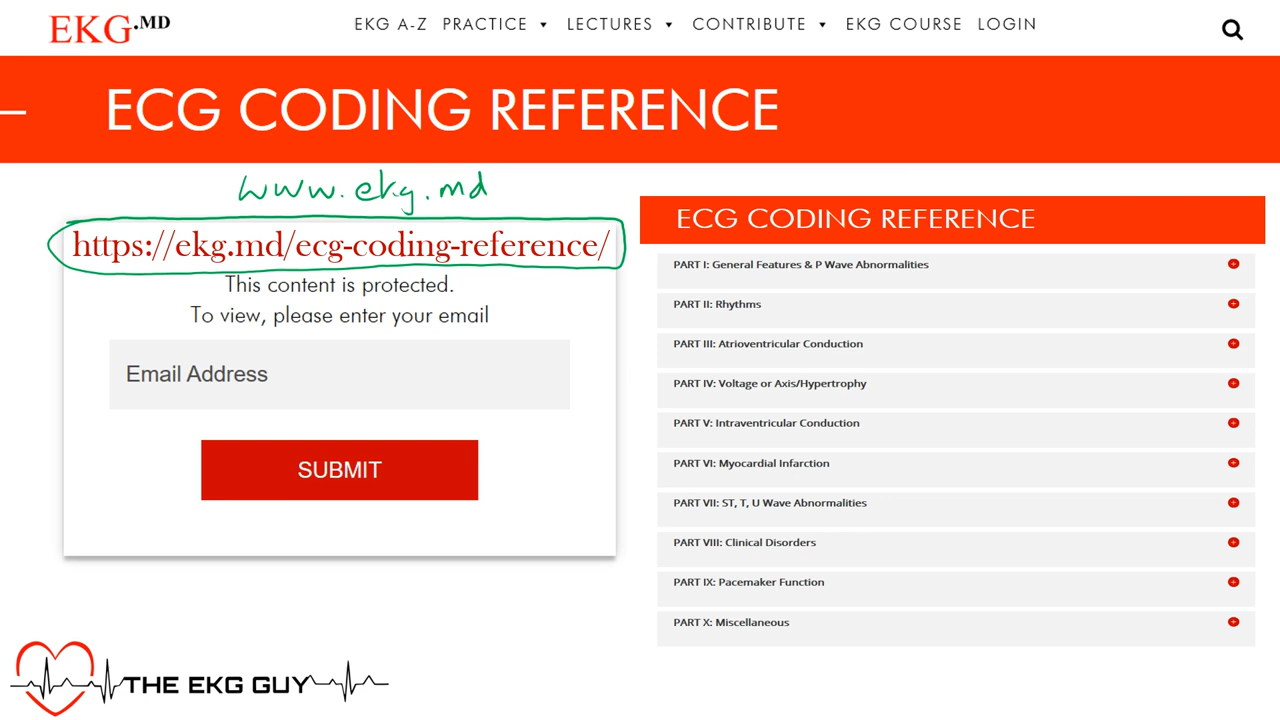 EKG.MD
EKG A-Z PRACTICE LECTURES CONTRIBUTE EKG COURSE LOGIN
ECG CODING REFERENCE
www.ekg.md
https://ekg.md/ecg-coding-reference/
This content is protected.
To view, please enter your email
Email Address
SUBMIT
ECG CODING REFERENCE
PART I: General Features & P Wave Abnormalities
PART II: Rhythms
PART III: Atrioventricular Conduction
PART IV: Voltage or Axis/Hypertrophy
PART V: Intraventricular Conduction
PART VI: Myocardial Infarction
PART VII: ST, T, U Wave Abnormalities
PART VIII: Clinical Disorders
PART IX: Pacemaker Function
PART X: Miscellaneous
THE EKG GUY